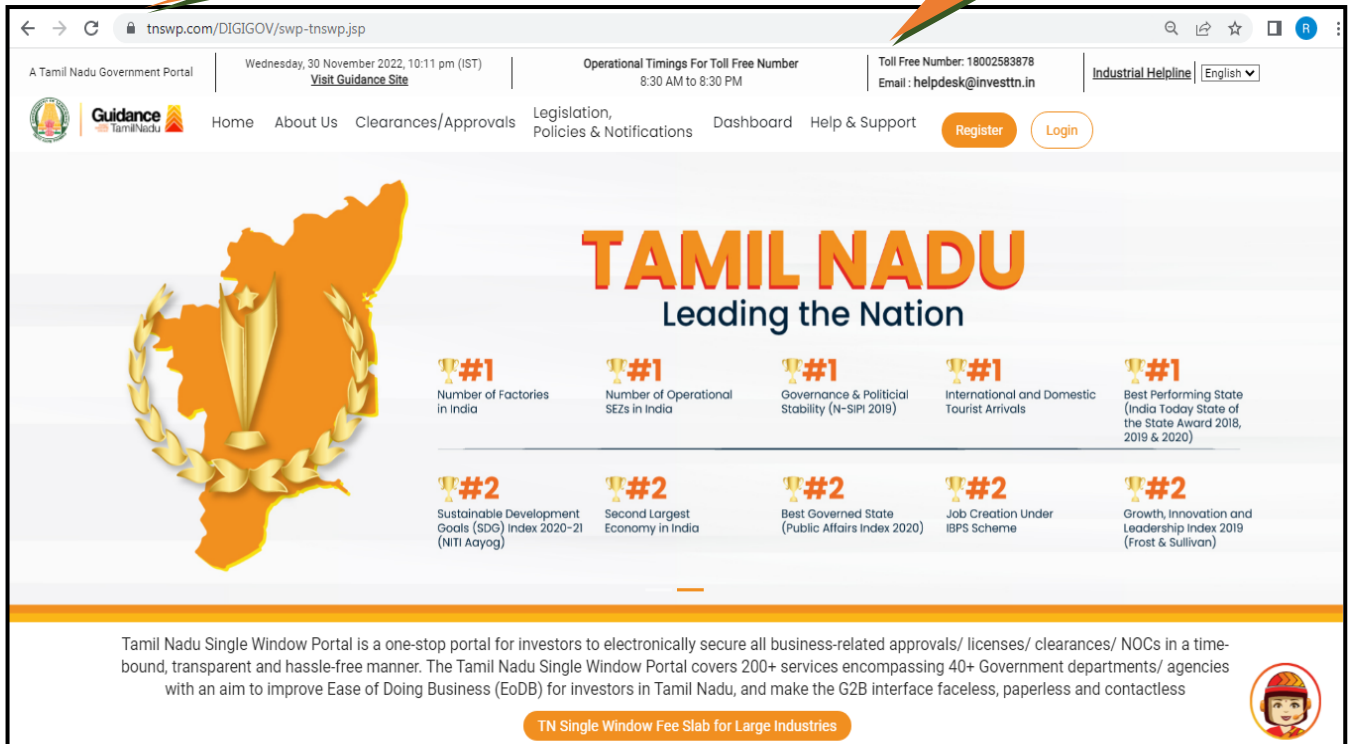 tnswp.com/DIGIGOV/swp-tnswp.jsp
R
A Tamil Nadu Government Portal
Wednesday, 30 November 2022, 10:11 pm (IST)
Visit Guidance Site
Operational Timings For Toll Free Number
8:30 AM to 8:30 PM
Toll Free Number: 18002583878
Email : helpdesk@investtn.in
Industrial Helpline
English
Guidance
TamilNadu
Home
About Us
Clearances/Approvals
Legislation,
Policies & Notifications
Dashboard
Help & Support
Register
Login
TAMIL NADU
Leading the Nation
#1
Number of Factories
in India
#1
Number of Operational
SEZs in India
#1
Governance & Politicial
Stability (N-SIPI 2019)
#1
International and Domestic
Tourist Arrivals
#1
Best Performing State
(India Today State of
the State Award 2018,
2019 & 2020)
#2
Sustainable Development
Goals (SDG) Index 2020-21
(NITI Aayog)
#2
Second Largest
Economy in India
#2
Best Governed State
(Public Affairs Index 2020)
#2
Job Creation Under
IBPS Scheme
#2
Growth, Innovation and
Leadership Index 2019
(Frost & Sullivan)
Tamil Nadu Single Window Portal is a one-stop portal for investors to electronically secure all business-related approvals/ licenses/ clearances/ NOCs in a time-
bound, transparent and hassle-free manner. The Tamil Nadu Single Window Portal covers 200+ services encompassing 40+ Government departments/ agencies
with an aim to improve Ease of Doing Business (EoDB) for investors in Tamil Nadu, and make the G2B interface faceless, paperless and contactless
TN Single Window Fee Slab for Large Industries